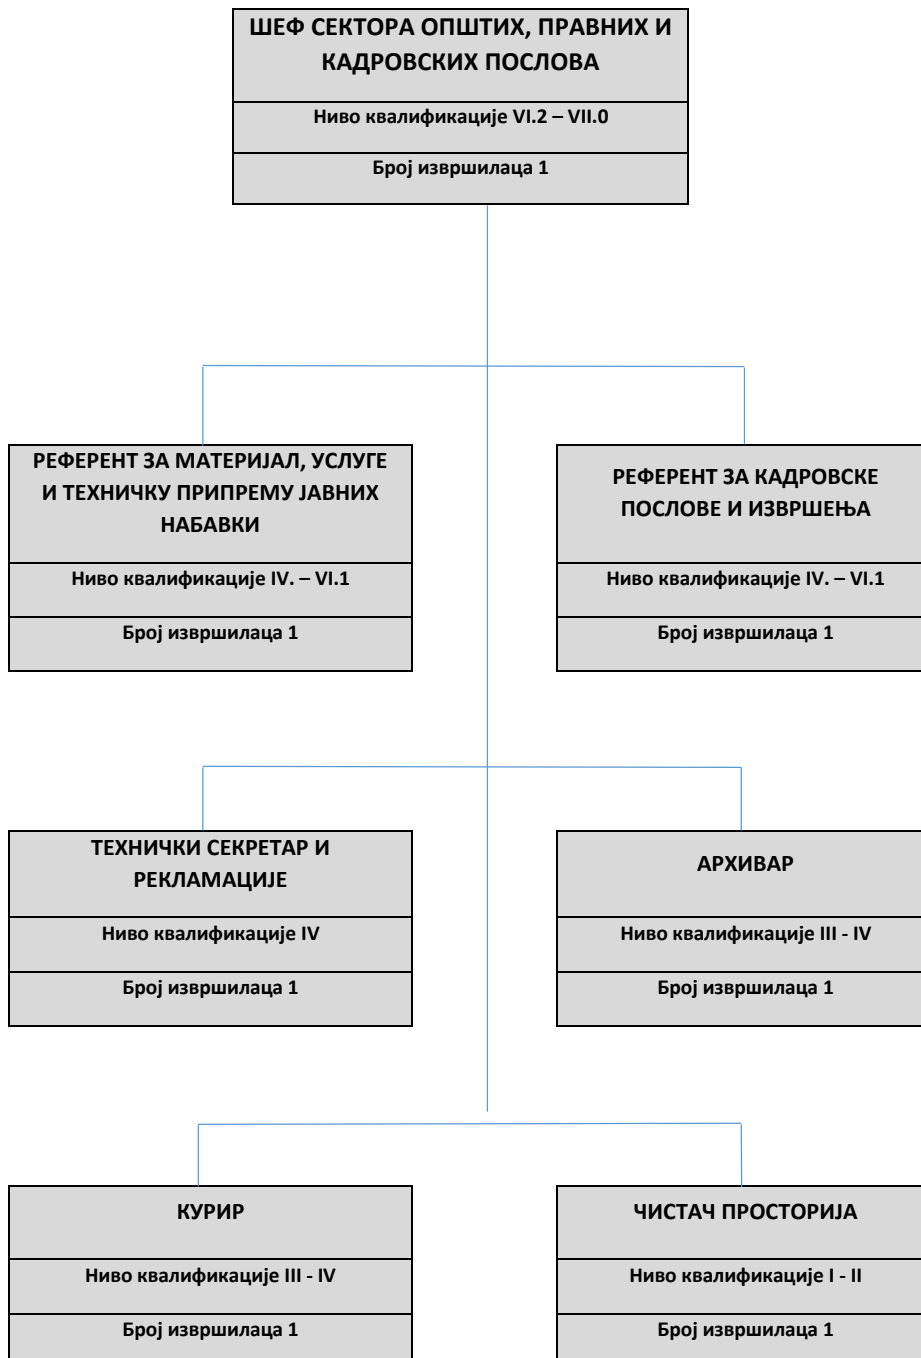 ШЕФ СЕКТОРА ОПШТИХ, ПРАВНИХ И
КАДРОВСКИХ ПОСЛОВА
Ниво квалификације VI.2 – VII.0
Број извршилаца 1
РЕФЕРЕНТ ЗА МАТЕРИЈАЛ, УСЛУГЕ
И ТЕХНИЧКУ ПРИПРЕМУ ЈАВНИХ
НАБАВКИ
Ниво квалификације IV. – VI.1
Број извршилаца 1
РЕФЕРЕНТ ЗА КАДРОВСКЕ
ПОСЛОВЕ И ИЗВРШЕЊА
Ниво квалификације IV. – VI.1
Број извршилаца 1
ТЕХНИЧКИ СЕКРЕТАР И
РЕКЛАМАЦИЈЕ
Ниво квалификације IV
Број извршилаца 1
АРХИВАР
Ниво квалификације III - IV
Број извршилаца 1
КУРИР
Ниво квалификације III - IV
Број извршилаца 1
ЧИСТАЧ ПРОСТОРИЈА
Ниво квалификације I - II
Број извршилаца 1